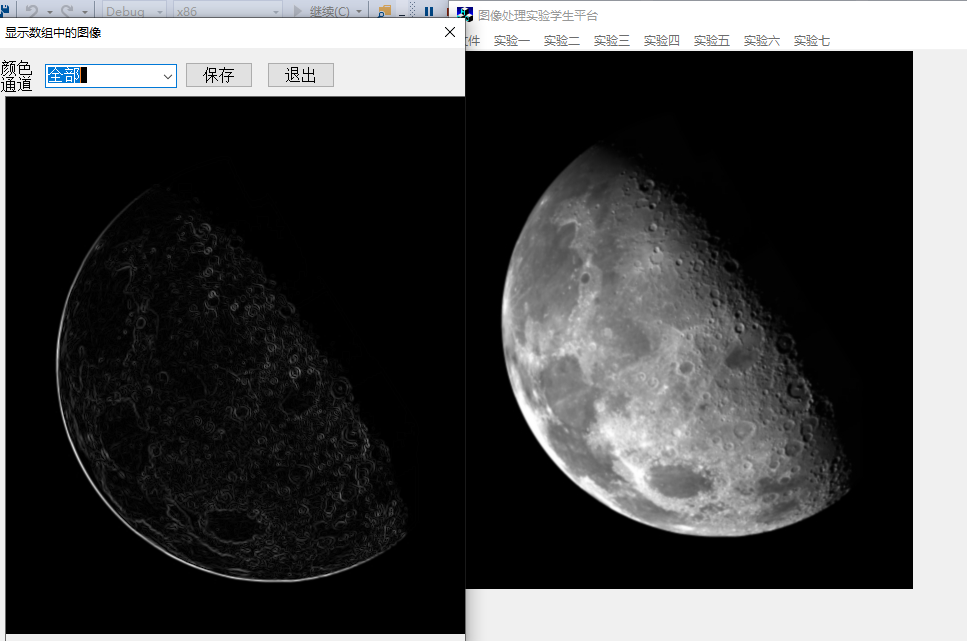 Debug
x86
继续(C)
图像处理实验学生平台
显示数组中的图像
件 实验一 实验二 实验三 实验四 实验五 实验六 实验七
颜色
通道
全部
保存
退出